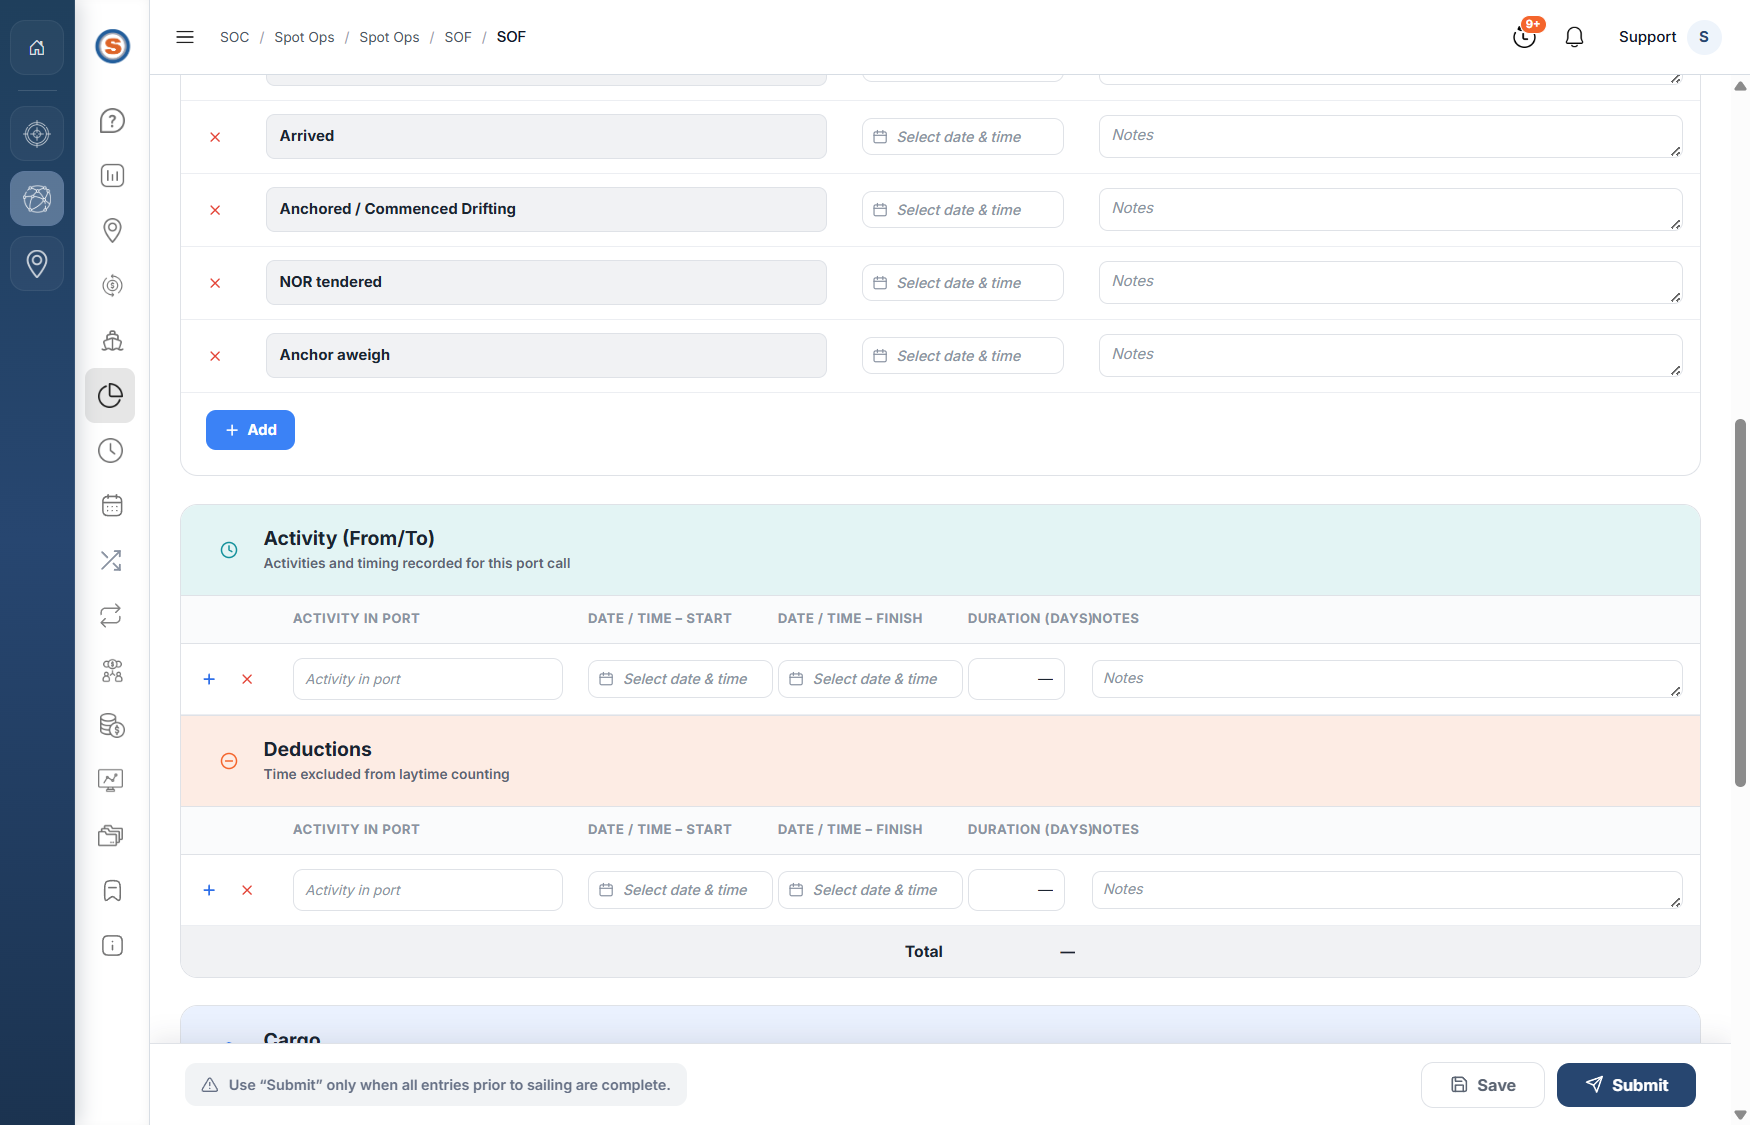 SOC / Spot Ops / Spot Ops / SOF / SOF
9+
Support S
Arrived Select date & time Notes
Anchored / Commenced Drifting Select date & time Notes
NOR tendered Select date & time Notes
Anchor aweigh Select date & time Notes
+ Add
Activity (From/To)
Activities and timing recorded for this port call
ACTIVITY IN PORT DATE / TIME – START DATE / TIME – FINISH DURATION (DAYS) NOTES
Activity in port Select date & time Select date & time — Notes
Deductions
Time excluded from laytime counting
ACTIVITY IN PORT DATE / TIME – START DATE / TIME – FINISH DURATION (DAYS) NOTES
Activity in port Select date & time Select date & time — Notes
Total —
Cargo
Use “Submit” only when all entries prior to sailing are complete.
Save Submit